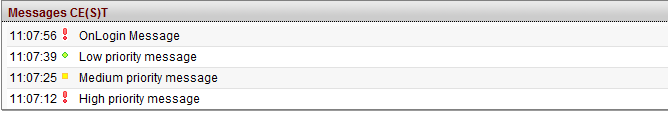 Messages CE(S)T
11:07:56 OnLogin Message
11:07:39 Low priority message
11:07:25 Medium priority message
11:07:12 High priority message